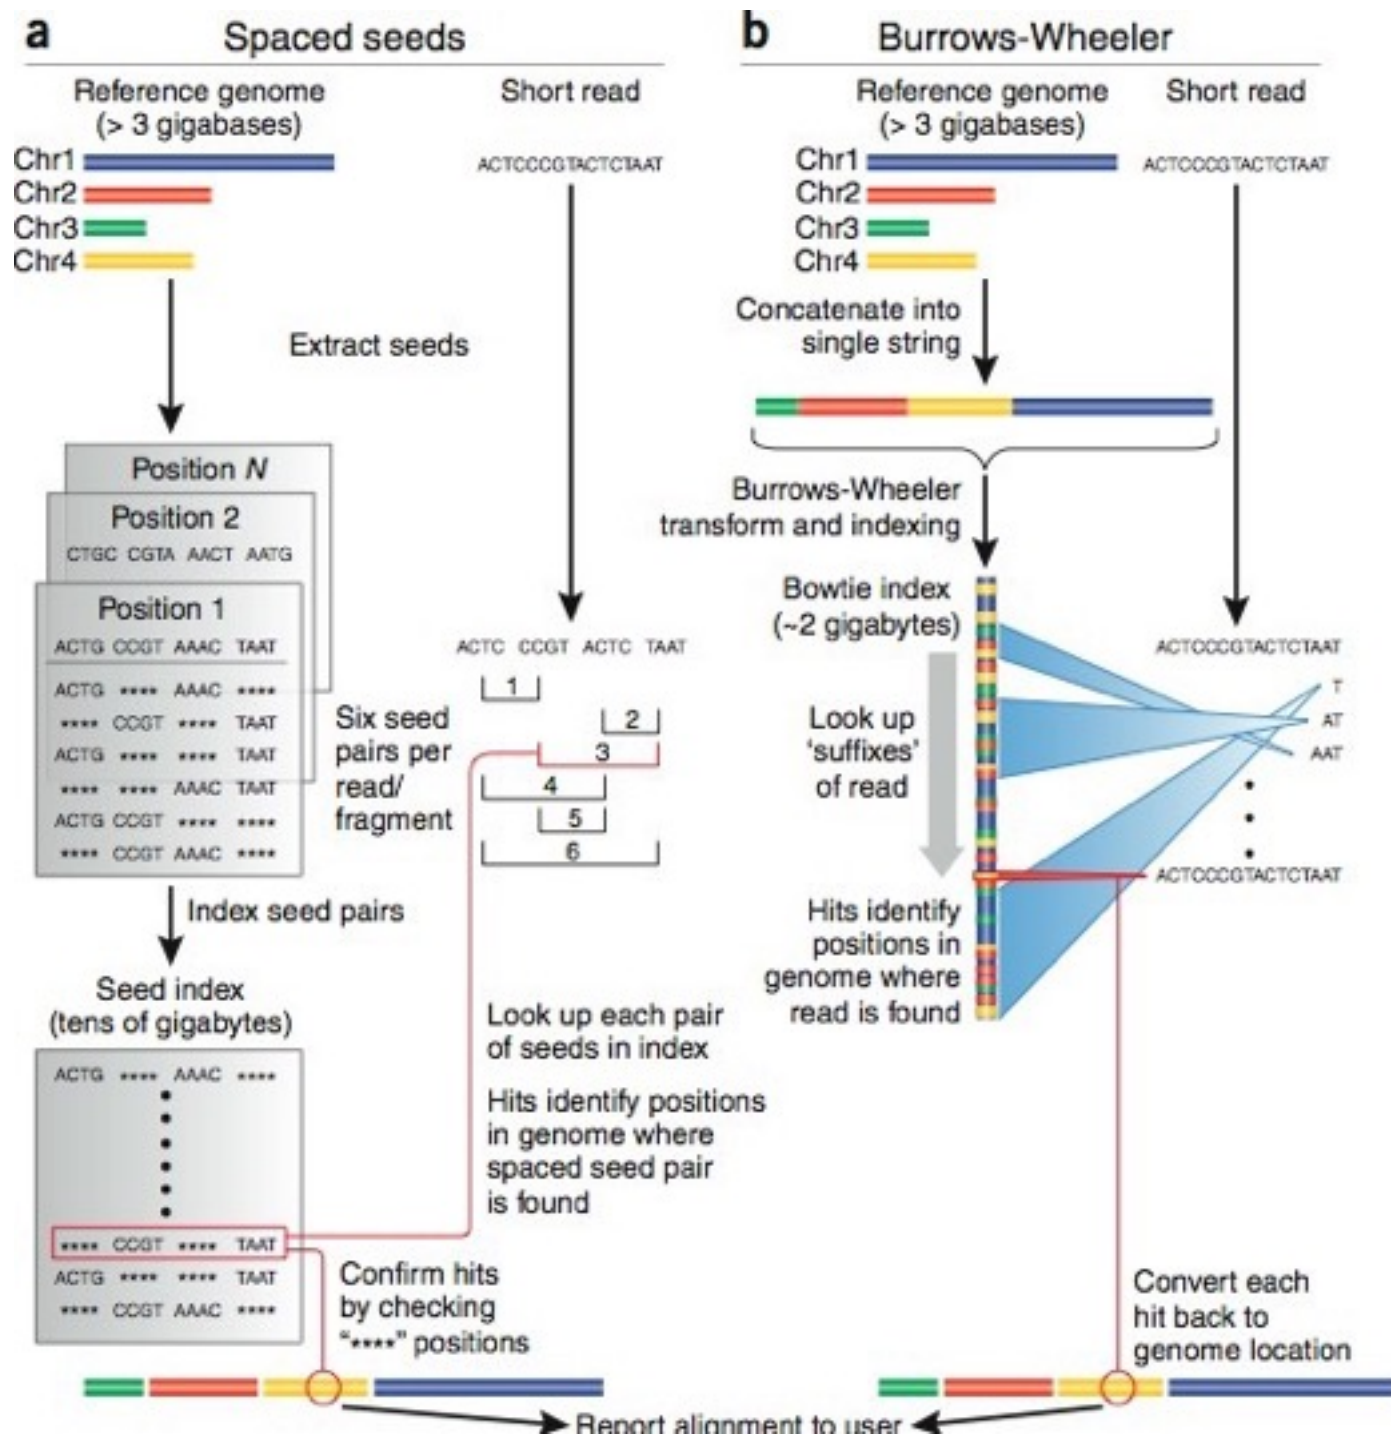 a
Spaced seeds
Reference genome
(> 3 gigabases)
Short read
Chr1
Chr2
Chr3
Chr4
ACTCCCGTACTCTAAT
Extract seeds
Position N
Position 2
CTGC CGTA AACT AATG
Position 1
ACTG CCGT AAAC TAAT
ACTG **** AAAC ****
**** CCGT **** TAAT
ACTG **** **** TAAT
**** **** AAAC TAAT
ACTG CCGT **** ****
**** CCGT AAAC ****
Six seed
pairs per
read/
fragment
ACTC CCGT ACTC TAAT
1
2
3
4
5
6
Index seed pairs
Seed index
(tens of gigabytes)
ACTG **** AAAC ****
**** CCGT **** TAAT
ACTG **** **** TAAT
**** CCGT AAAC ****
Look up each pair
of seeds in index
Hits identify positions
in genome where
spaced seed pair
is found
Confirm hits
by checking
"****" positions
b
Burrows-Wheeler
Reference genome
(> 3 gigabases)
Short read
Chr1
Chr2
Chr3
Chr4
ACTCCCGTACTCTAAT
Concatenate into
single string
Burrows-Wheeler
transform and indexing
Bowtie index
(~2 gigabytes)
Look up
'suffixes'
of read
ACTCCCGTACTCTAAT
T
AT
AAT
ACTCCCGTACTCTAAT
Hits identify
positions in
genome where
read is found
Convert each
hit back to
genome location
Report alignment to user